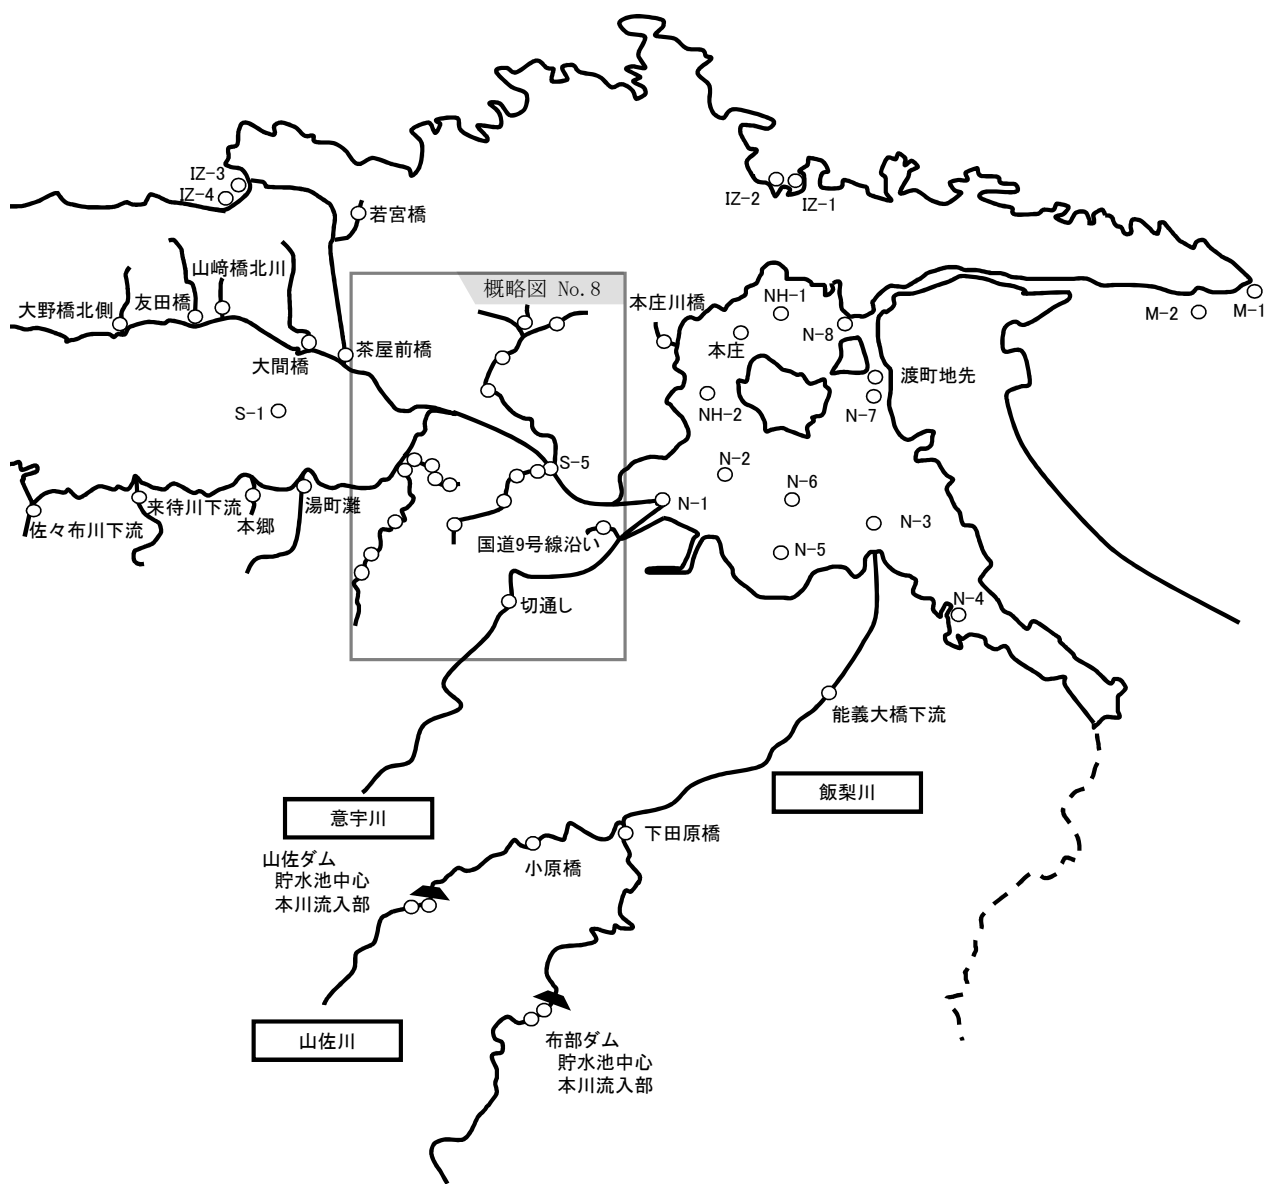 IZ-3
IZ-4
若宮橋
IZ-2
IZ-1
山﨑橋北川
友田橋
大野橋北側
概略図 No.8
本庄川橋
NH-1
N-8
本庄
M-2
M-1
大間橋
茶屋前橋
渡町地先
S-1
NH-2
N-7
S-5
N-2
N-6
N-1
N-3
佐々布川下流
来待川下流
本郷
湯町灘
国道9号線沿い
N-5
切通し
N-4
能義大橋下流
飯梨川
意宇川
下田原橋
小原橋
山佐ダム
貯水池中心
本川流入部
山佐川
布部ダム
貯水池中心
本川流入部